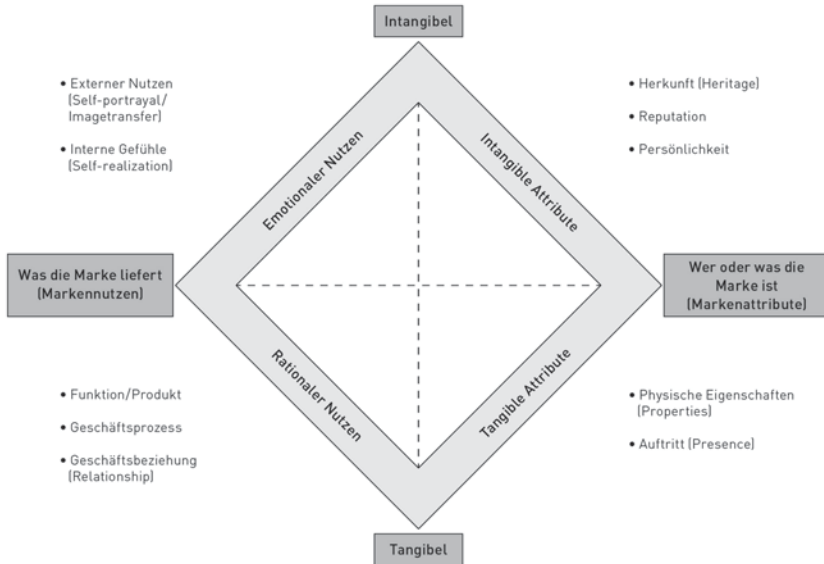 Intangibel
• Externer Nutzen
(Self-portrayal/
Imagetransfer)
• Interne Gefühle
(Self-realization)
• Herkunft (Heritage)
• Reputation
• Persönlichkeit
Emotionaler Nutzen
Intangible Attribute
Was die Marke liefert
(Markennutzen)
Wer oder was die
Marke ist
(Markenattribute)
Rationaler Nutzen
Tangible Attribute
• Funktion/Produkt
• Geschäftsprozess
• Geschäftsbeziehung
(Relationship)
• Physische Eigenschaften
(Properties)
• Auftritt (Presence)
Tangibel